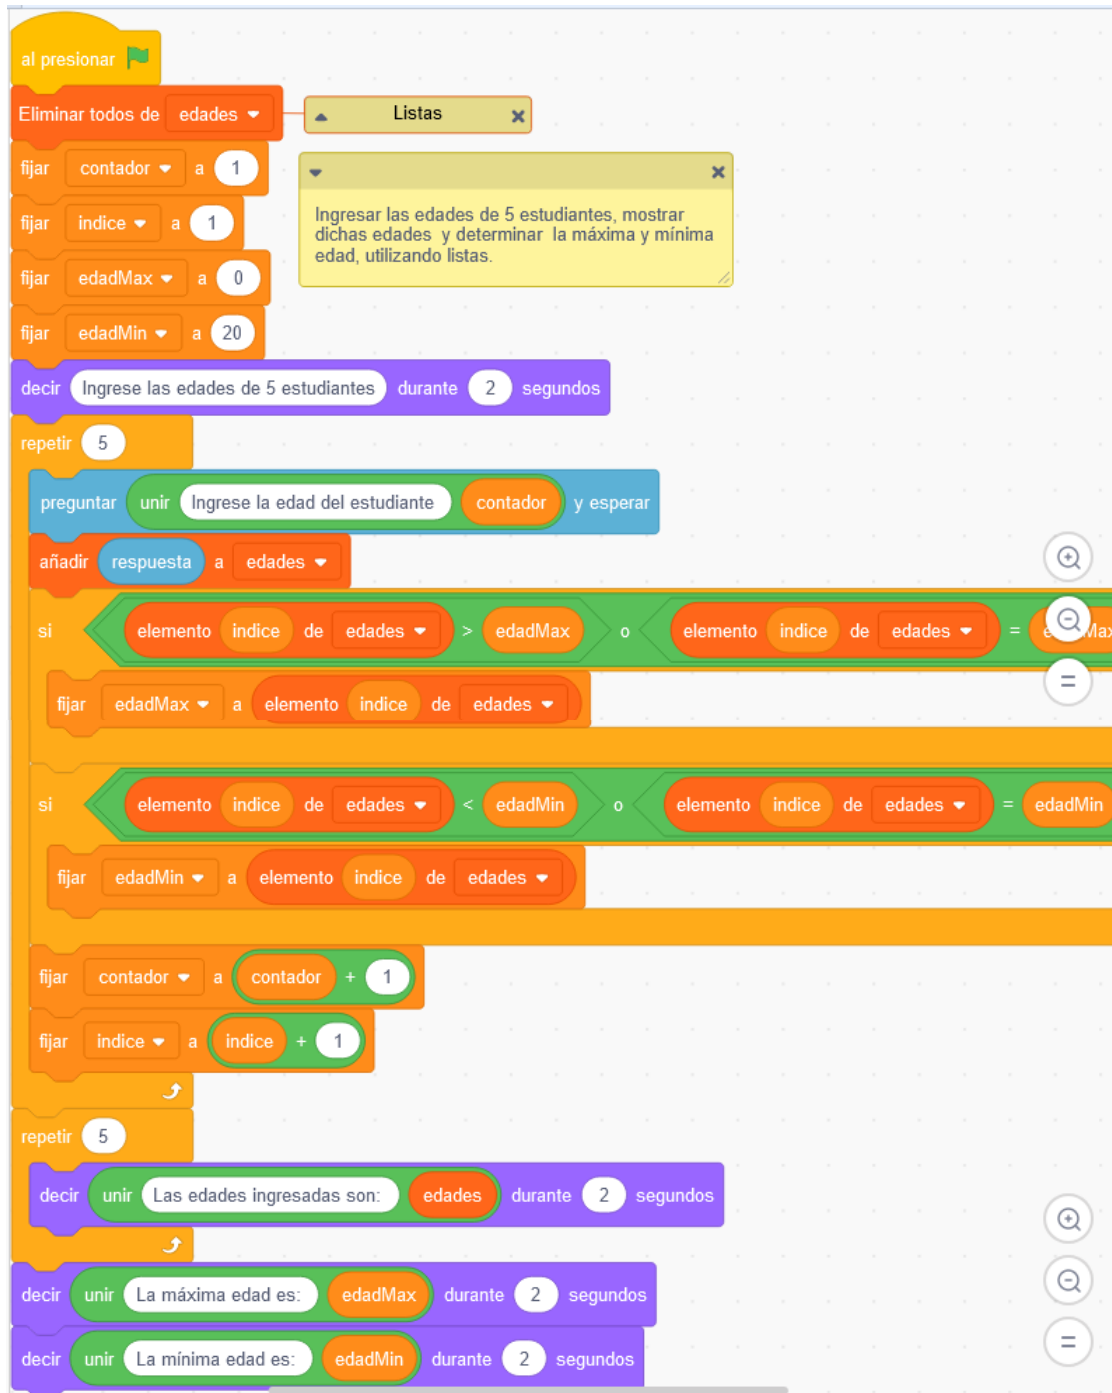 al presionar
Eliminar todos de edades
Listas
fijar contador a 1
fijar indice a 1
Ingresar las edades de 5 estudiantes, mostrar
dichas edades y determinar la máxima y mínima
edad, utilizando listas.
fijar edadMax a 0
fijar edadMin a 20
decir Ingrese las edades de 5 estudiantes durante 2 segundos
repetir 5
preguntar unir Ingrese la edad del estudiante contador y esperar
añadir respuesta a edades
si elemento indice de edades > edadMax o elemento indice de edades =
fijar edadMax a elemento indice de edades
si elemento indice de edades < edadMin o elemento indice de edades = edadMin
fijar edadMin a elemento indice de edades
fijar contador a contador + 1
fijar indice a indice + 1
repetir 5
decir unir Las edades ingresadas son: edades durante 2 segundos
decir unir La máxima edad es: edadMax durante 2 segundos
decir unir La mínima edad es: edadMin durante 2 segundos